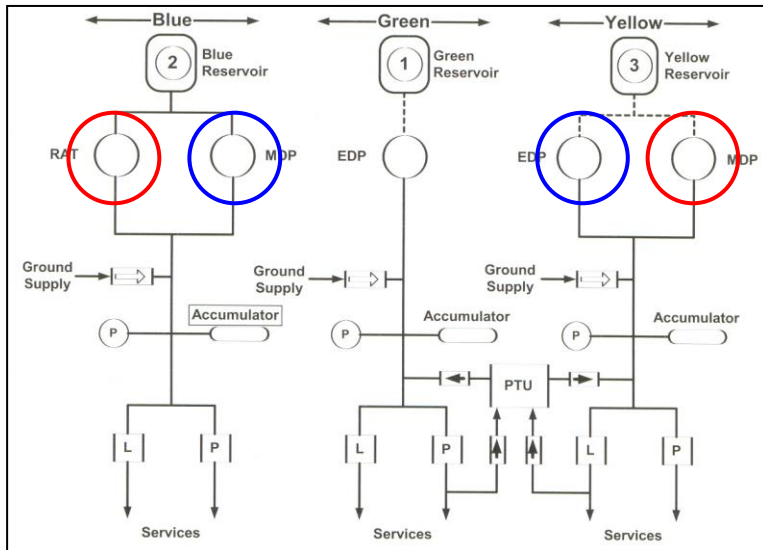 Blue
Green
Yellow
2
Blue
Reservoir
1
Green
Reservoir
3
Yellow
Reservoir
RAT
MDP
EDP
EDP
MDP
Ground
Supply
Ground
Supply
Ground
Supply
P
Accumulator
P
Accumulator
P
Accumulator
PTU
L
P
L
P
L
P
Services
Services
Services